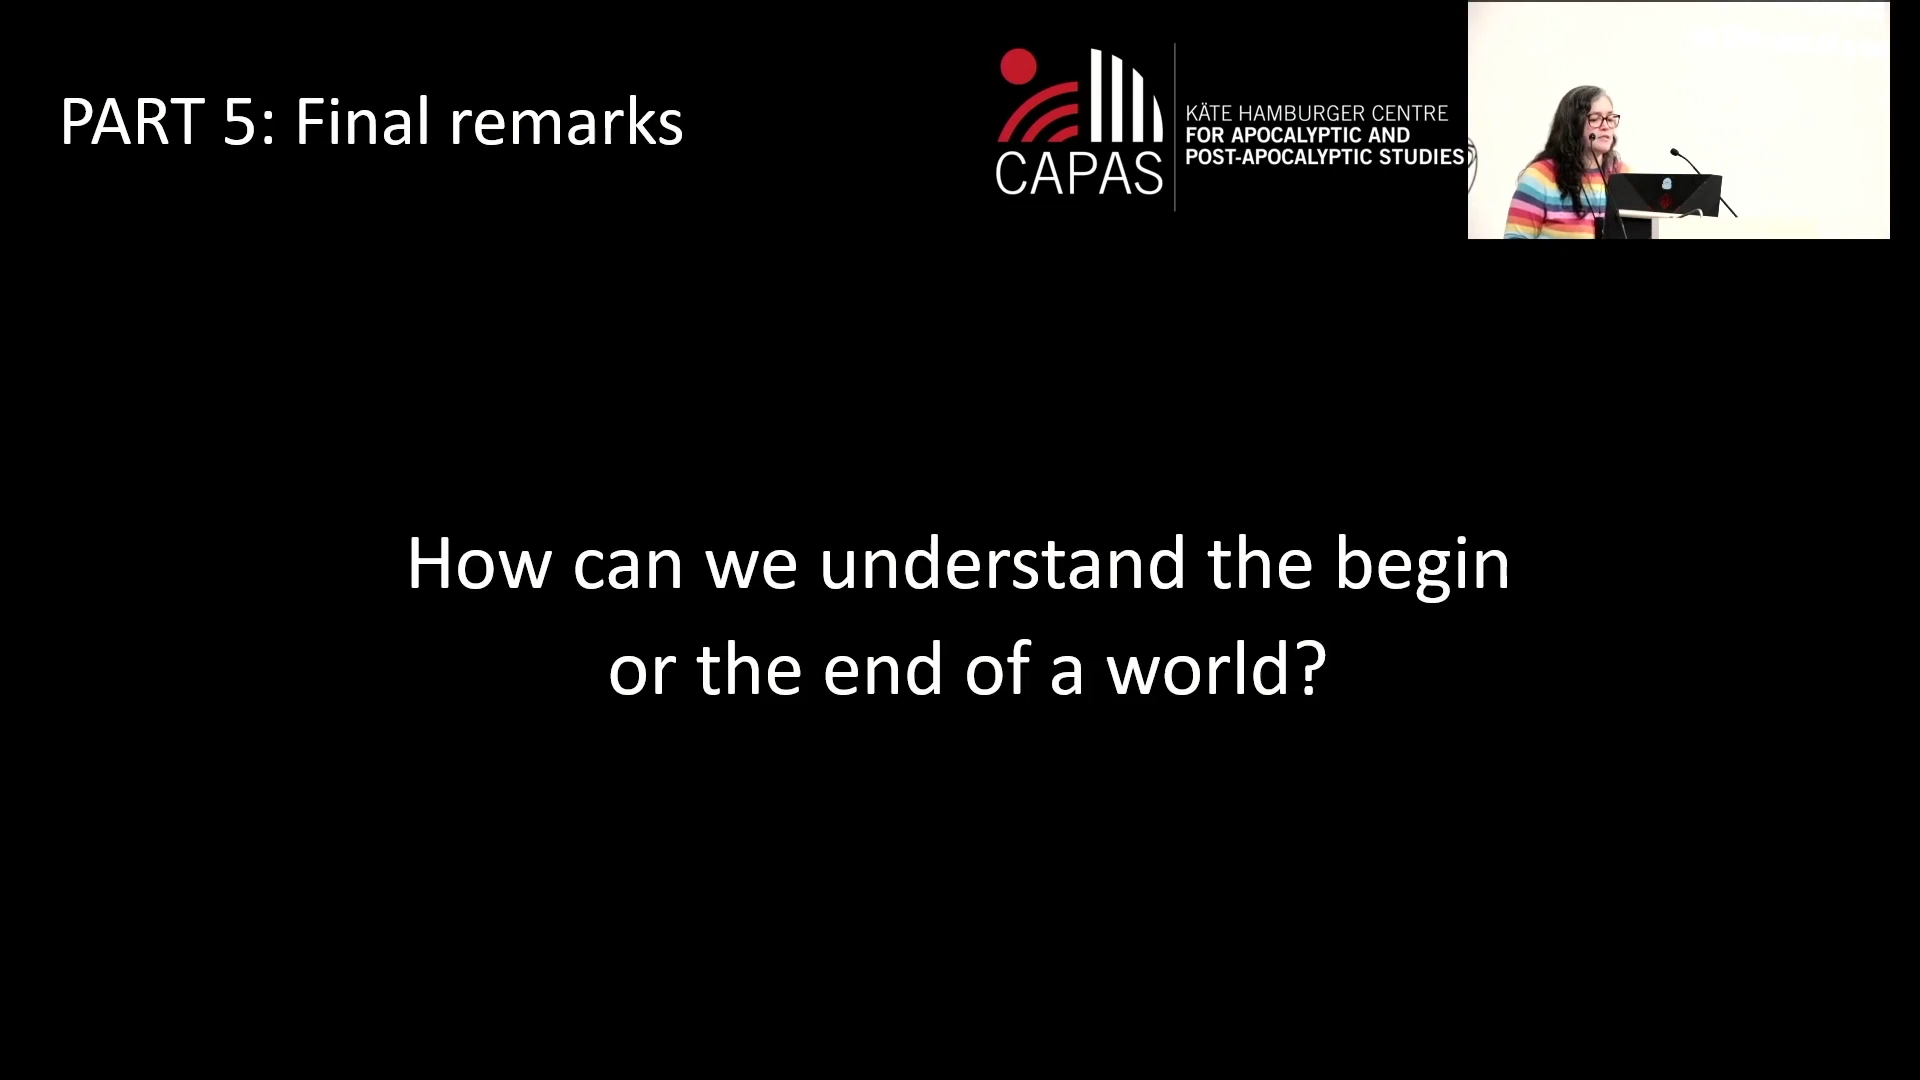 PART 5: Final remarks
CAPAS
KÄTE HAMBURGER CENTRE
FOR APOCALYPTIC AND
POST-APOCALYPTIC STUDIES
How can we understand the begin
or the end of a world?